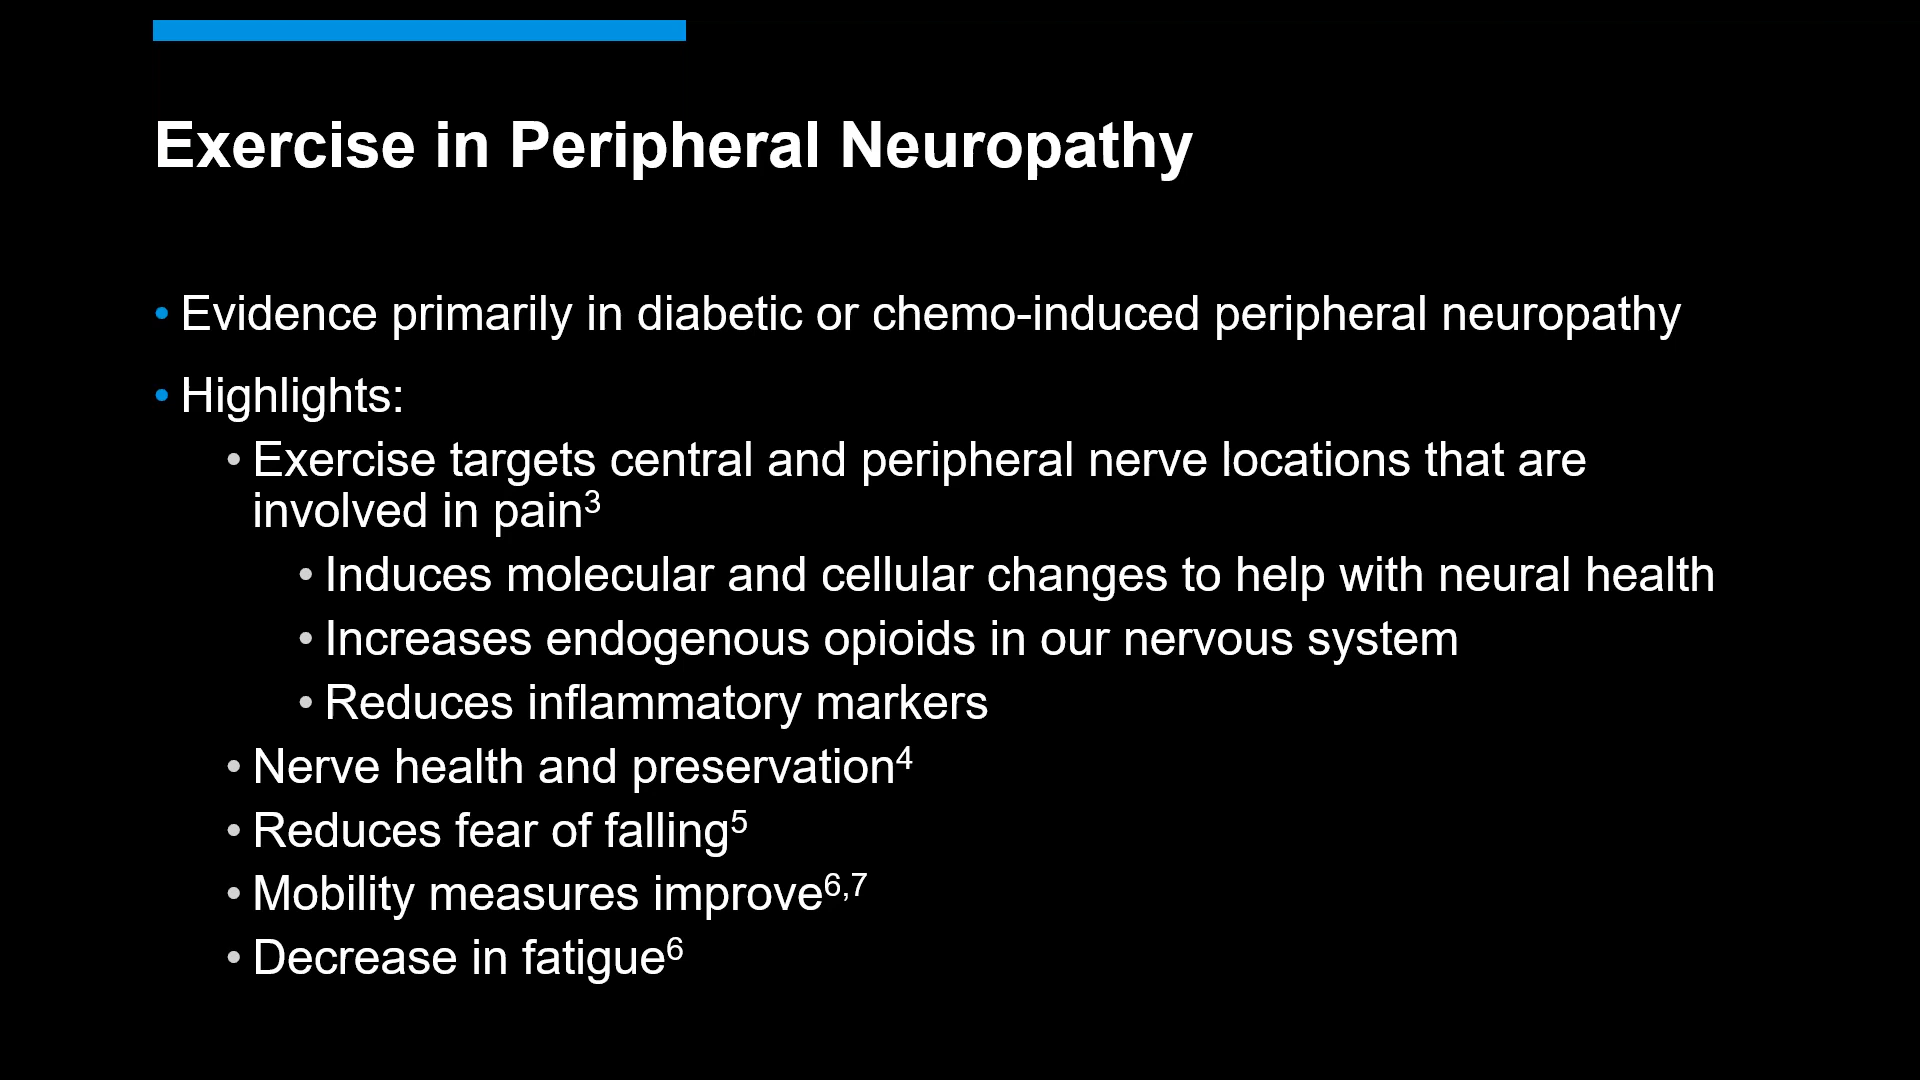 Exercise in Peripheral Neuropathy
• Evidence primarily in diabetic or chemo-induced peripheral neuropathy
• Highlights:
• Exercise targets central and peripheral nerve locations that are
involved in pain³
• Induces molecular and cellular changes to help with neural health
• Increases endogenous opioids in our nervous system
• Reduces inflammatory markers
• Nerve health and preservation⁴
• Reduces fear of falling⁵
• Mobility measures improve⁶,⁷
• Decrease in fatigue⁶